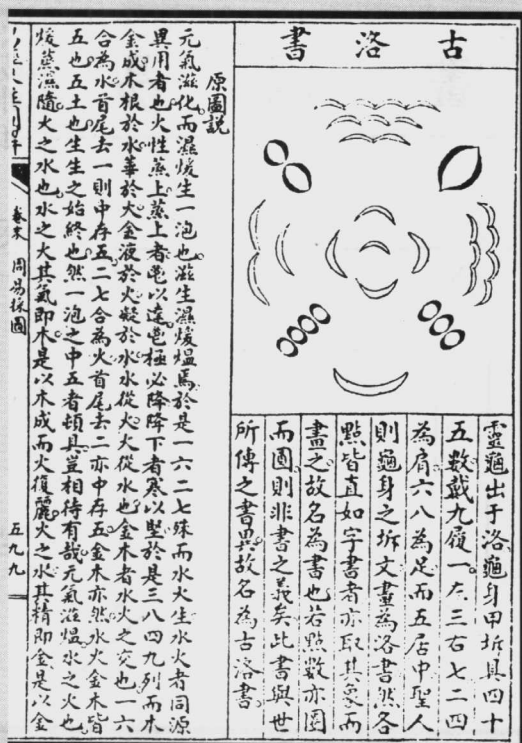 古洛書
靈龜出于洛龜身甲坼具四十
五數戴九履一左三右七二四
為肩六八為足而五居中聖人
則龜身之坼文畫為洛書然各
點皆直如字書者亦取其象而
畫之故名為書也若點數亦圓
而圖則非書之義矣此書與世
所傳之書異故名為古洛書
原圖說
元氣滋化而濕煖生一泡也滋生濕煖熅焉於是一六二七殊而水火生水火者同源
異用者也火性蒸上蒸上者以遠極必降降下者寒以堅於是三八四九列而木
金成木根於水華於火金液於火凝於水水從火火從水也金木者水火之交也一六
合為水首尾去一則中存五二七合為火首尾去二亦中存五金木亦然水火金木皆
五也五土也生生之始終也然一泡之中五者頓具豈相待有哉元氣滋熅水之火也
煖蒸濕隨火之水也水之火其氣即木是以木成而火復麗火之水其精即金是以金
卷末 周易採圖
五九九